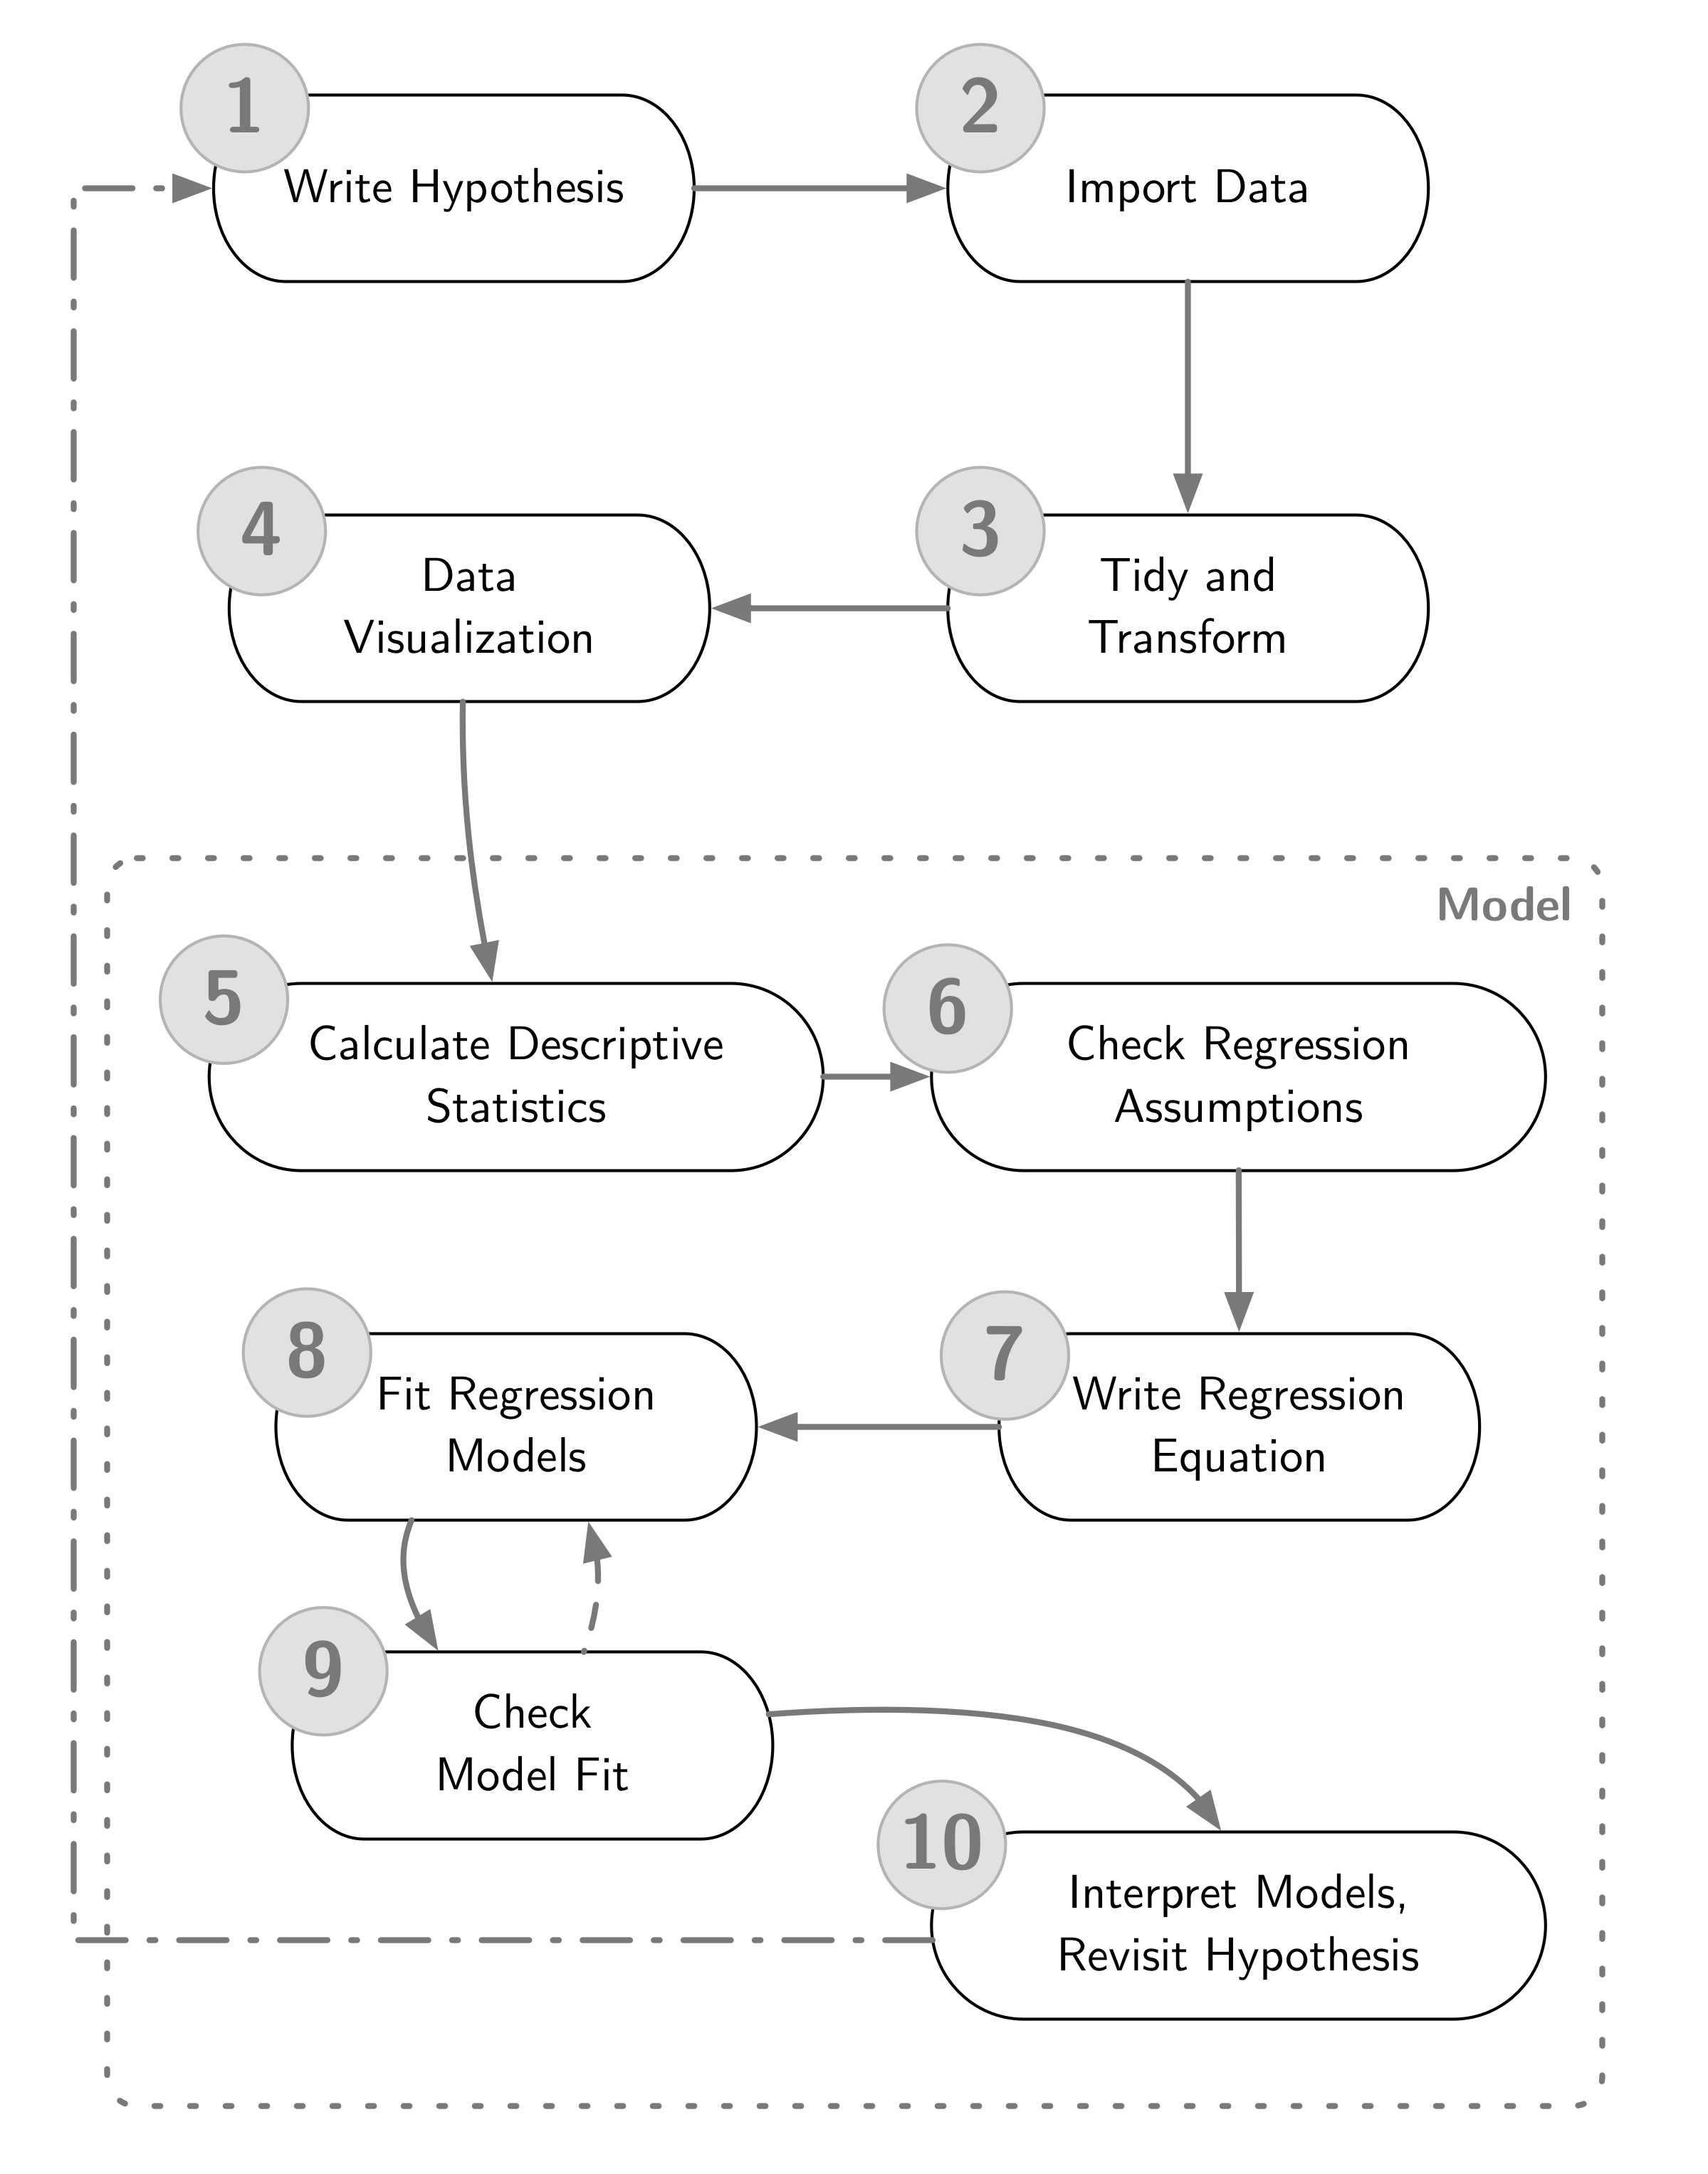 1
Write Hypothesis
2
Import Data
3
Tidy and
Transform
4
Data
Visualization
Model
5
Calculate Descriptive
Statistics
6
Check Regression
Assumptions
7
Write Regression
Equation
8
Fit Regression
Models
9
Check
Model Fit
10
Interpret Models,
Revisit Hypothesis